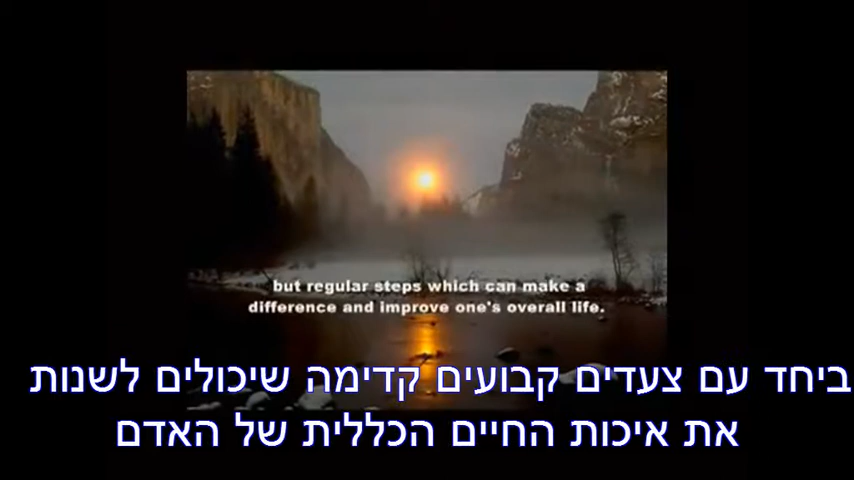 but regular steps which can make a
difference and improve one's overall life.
ביחד עם צעדים קבועים קדימה שיכולים לשנות
את איכות החיים הכללית של האדם